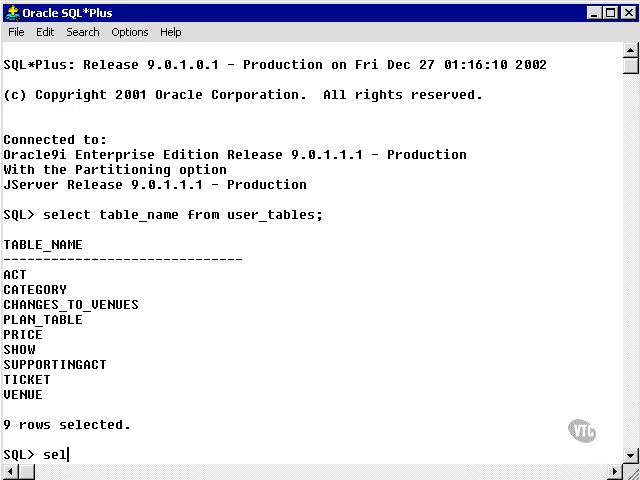 Oracle SQL*Plus
File Edit Search Options Help
SQL*Plus: Release 9.0.1.0.1 - Production on Fri Dec 27 01:16:10 2002
(c) Copyright 2001 Oracle Corporation.  All rights reserved.
Connected to:
Oracle9i Enterprise Edition Release 9.0.1.1.1 - Production
With the Partitioning option
JServer Release 9.0.1.1.1 - Production
SQL> select table_name from user_tables;
TABLE_NAME
------------------------------
ACT
CATEGORY
CHANGES_TO_VENUES
PLAN_TABLE
PRICE
SHOW
SUPPORTINGACT
TICKET
VENUE
9 rows selected.
VTC
SQL> sel